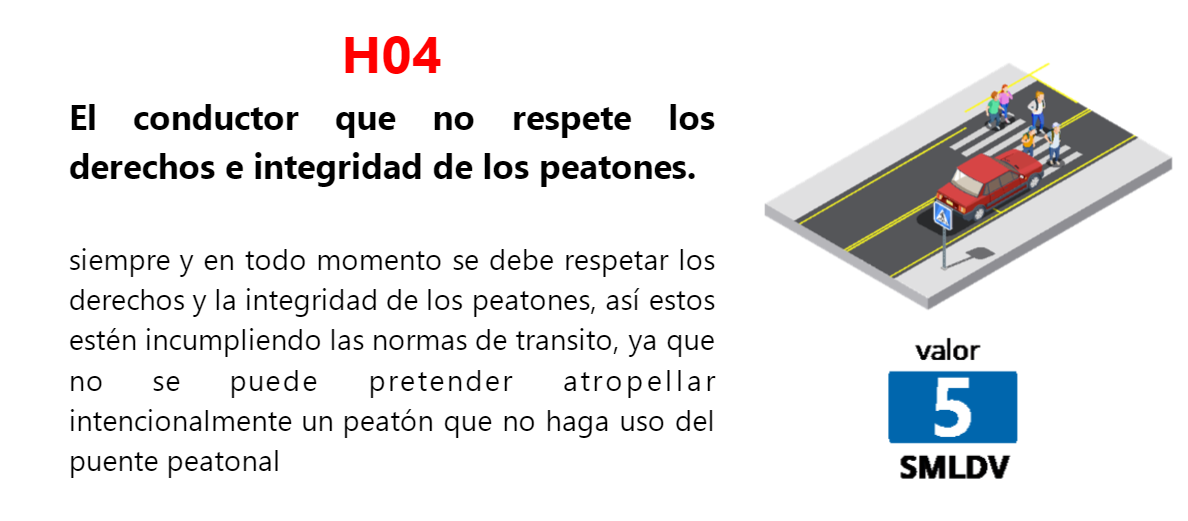 H04
El conductor que no respete los
derechos e integridad de los peatones.
siempre y en todo momento se debe respetar los
derechos y la integridad de los peatones, así estos
estén incumpliendo las normas de transito, ya que
no se puede pretender atropellar
intencionalmente un peatón que no haga uso del
puente peatonal
valor
5
SMLDV